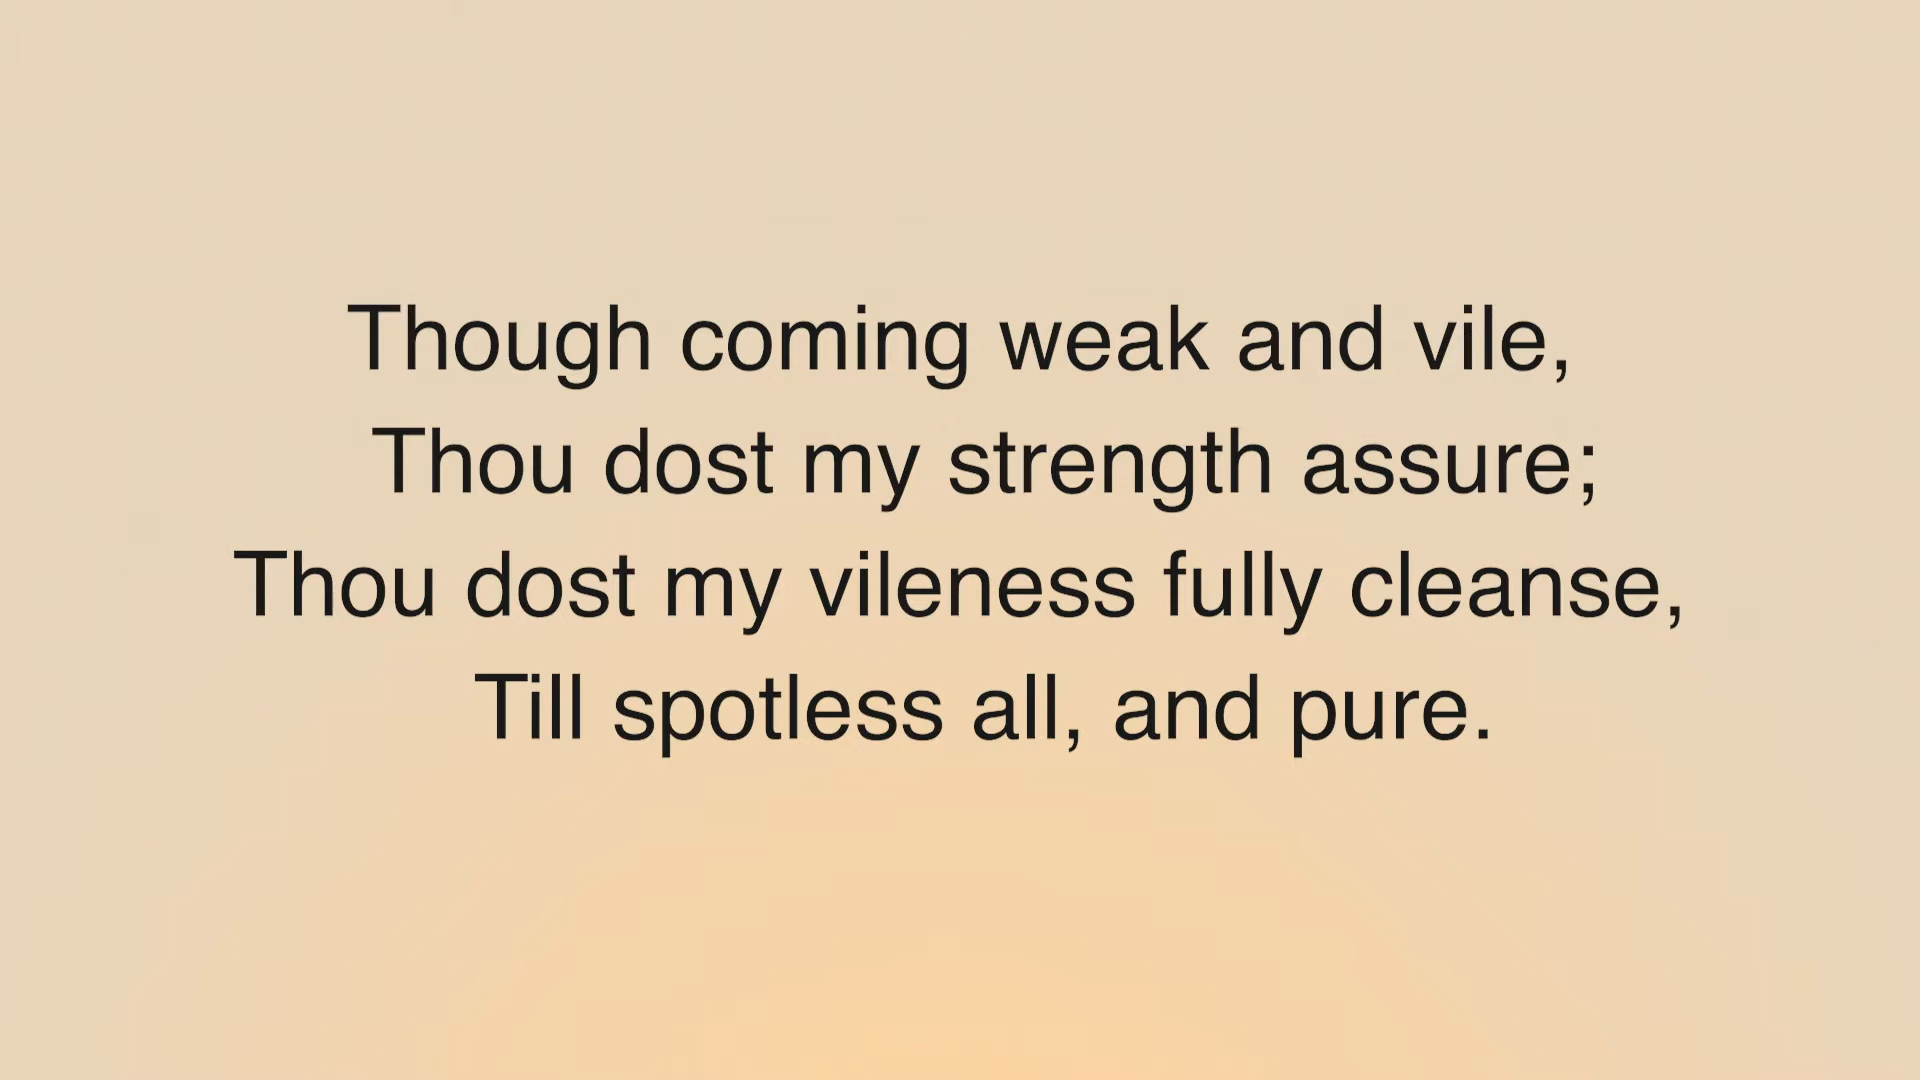 Though coming weak and vile,
Thou dost my strength assure;
Thou dost my vileness fully cleanse,
Till spotless all, and pure.